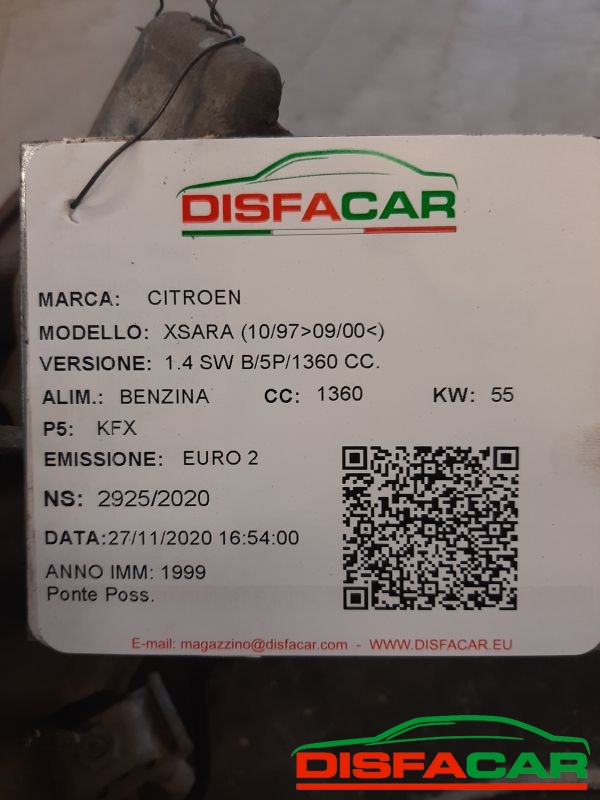 DISFACAR
MARCA: CITROEN
MODELLO: XSARA (10/97>09/00<)
VERSIONE: 1.4 SW B/5P/1360 CC.
ALIM.: BENZINA CC: 1360 KW: 55
P5: KFX
EMISSIONE: EURO 2
NS: 2925/2020
DATA:27/11/2020 16:54:00
ANNO IMM: 1999
Ponte Poss.
E-mail: magazzino@disfacar.com - WWW.DISFACAR.EU
DISFACAR